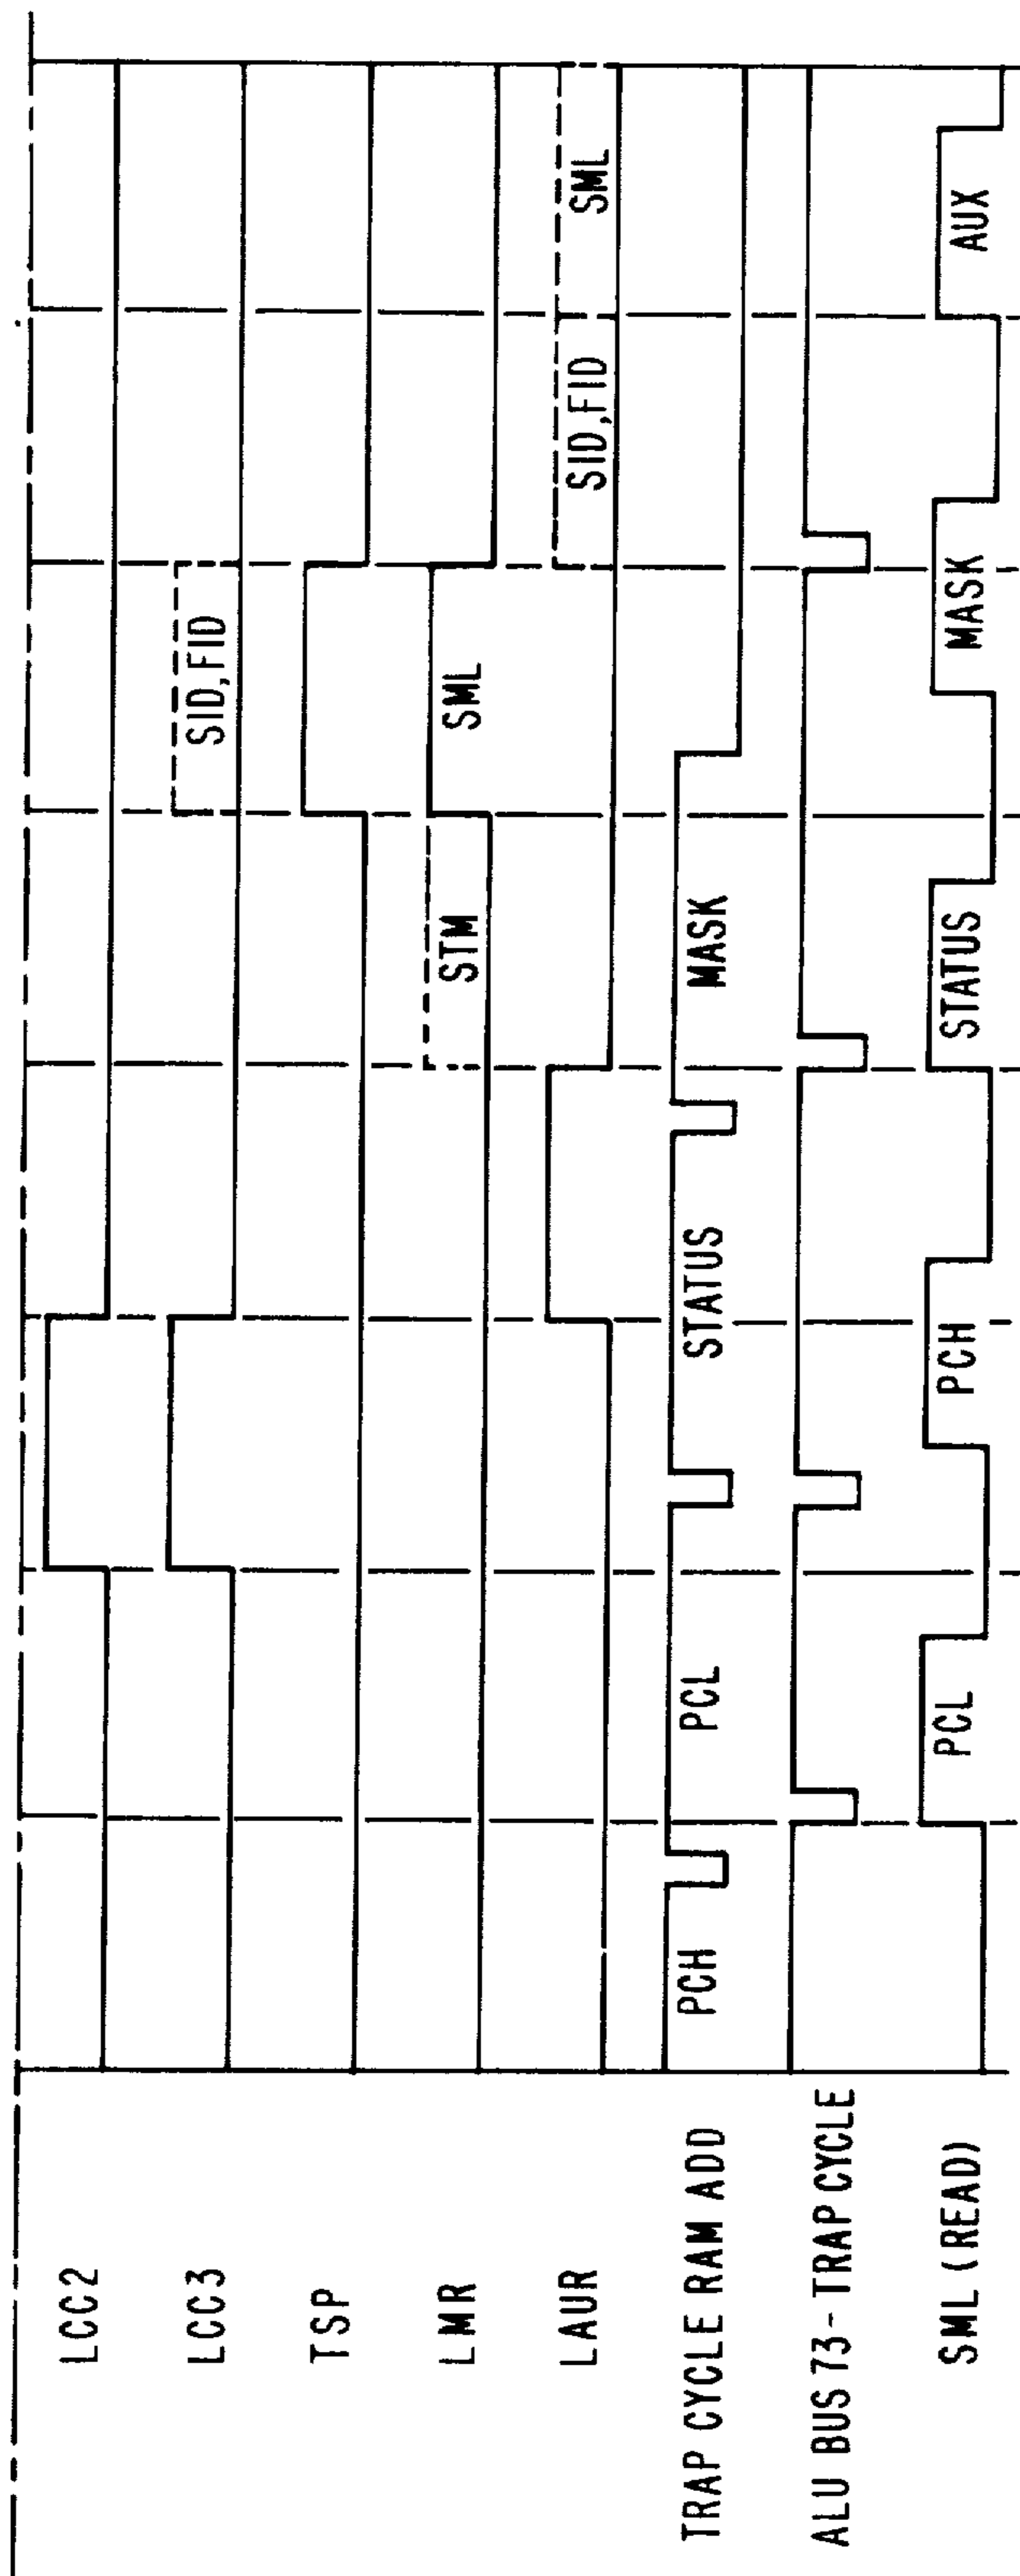 LCC2
LCC3
SID,FID
TSP
LMR
STM
SML
LAUR
SID,FID
SML
TRAP CYCLE RAM ADD
PCH
PCL
STATUS
MASK
ALU BUS 73-TRAP CYCLE
SML (READ)
PCL
PCH
STATUS
MASK
AUX